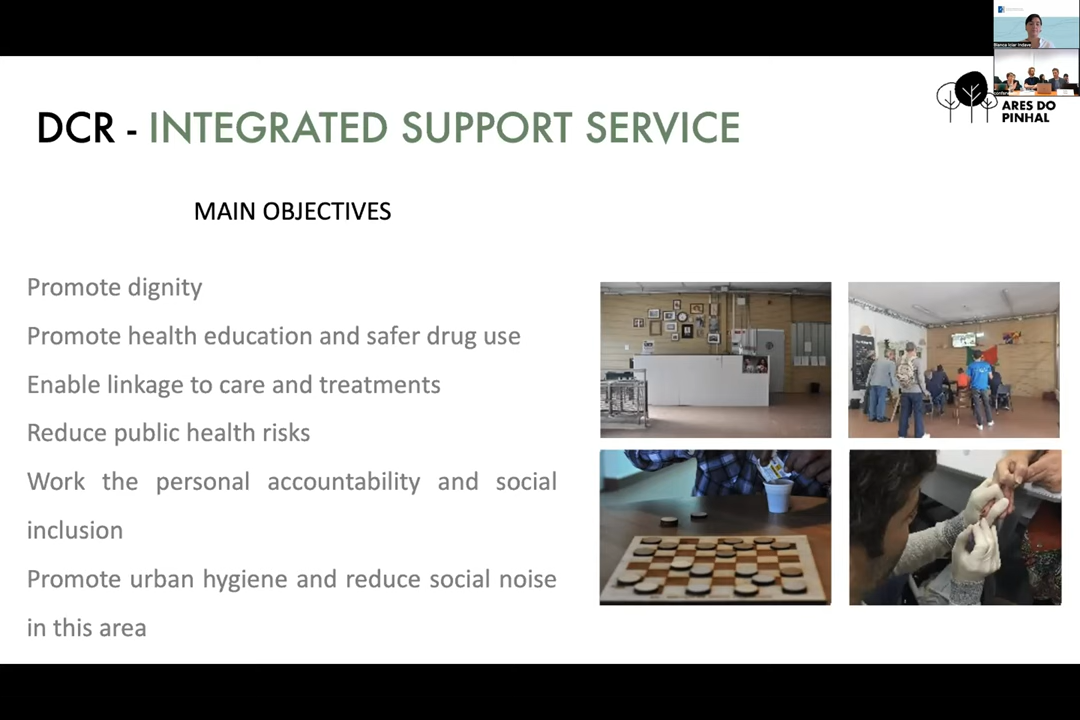 ARES DO
PINHAL
DCR - INTEGRATED SUPPORT SERVICE
MAIN OBJECTIVES
Promote dignity
Promote health education and safer drug use
Enable linkage to care and treatments
Reduce public health risks
Work the personal accountability and social
inclusion
Promote urban hygiene and reduce social noise
in this area